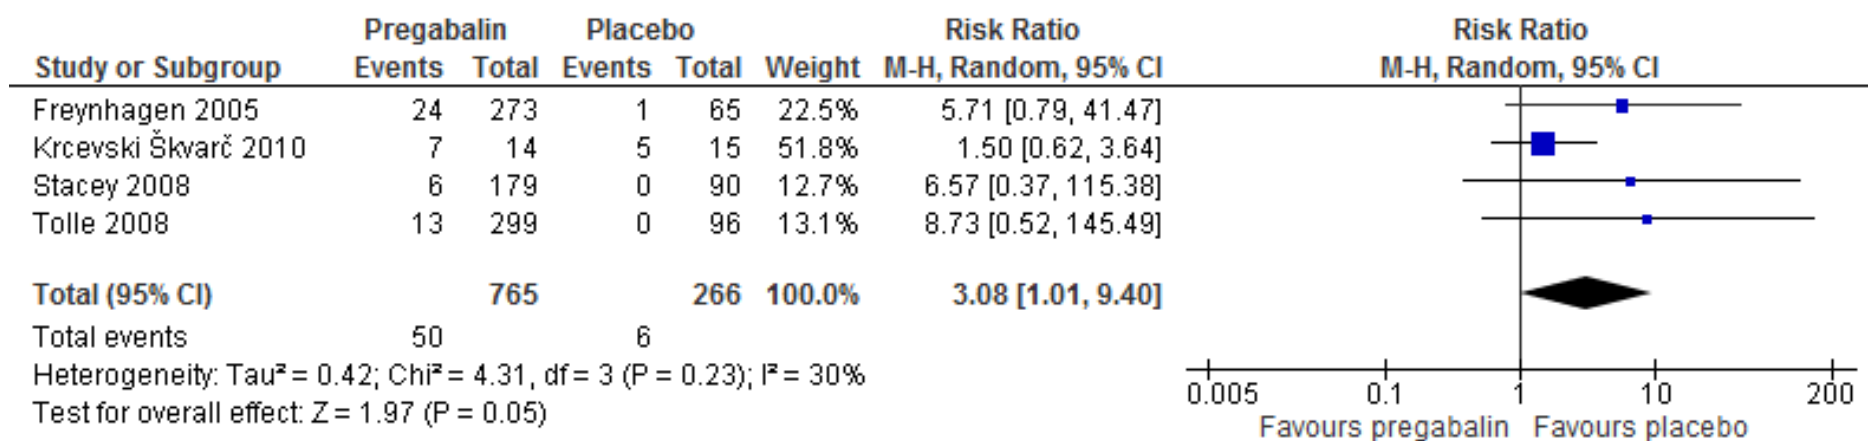 Pregabalin Placebo Risk Ratio Risk Ratio
Study or Subgroup Events Total Events Total Weight M-H, Random, 95% CI M-H, Random, 95% CI
Freynhagen 2005 24 273 1 65 22.5% 5.71 [0.79, 41.47]
Krcevski Škvarč 2010 7 14 5 15 51.8% 1.50 [0.62, 3.64]
Stacey 2008 6 179 0 90 12.7% 6.57 [0.37, 115.38]
Tolle 2008 13 299 0 96 13.1% 8.73 [0.52, 145.49]
Total (95% CI) 765 266 100.0% 3.08 [1.01, 9.40]
Total events 50 6
Heterogeneity: Tau² = 0.42; Chi² = 4.31, df = 3 (P = 0.23); I² = 30%
Test for overall effect: Z = 1.97 (P = 0.05)
0.005 0.1 1 10 200
Favours pregabalin Favours placebo